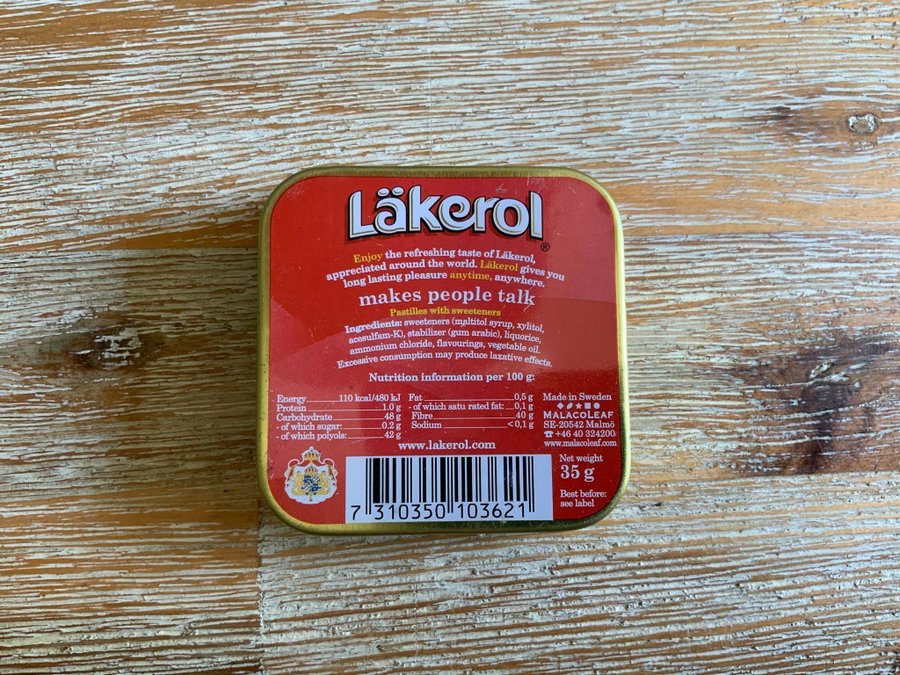 Läkerol
®
Enjoy the refreshing taste of Läkerol,
appreciated around the world. Läkerol gives you
long lasting pleasure anytime, anywhere.
makes people talk
Pastilles with sweeteners
Ingredients: sweeteners (maltitol syrup, xylitol,
acesulfam-K), stabilizer (gum arabic), liquorice,
ammonium chloride, flavourings, vegetable oil.
Excessive consumption may produce laxative effects.
Nutrition information per 100 g:
Energy 110 kcal/480 kJ
Protein 1.0 g
Carbohydrate 48 g
- of which sugar: 0.2 g
- of which polyols: 42 g
Fat 0,5 g
- of which satu rated fat: 0,1 g
Fibre 40 g
Sodium < 0,1 g
www.lakerol.com
Made in Sweden
MALACOLEAF
SE-20542 Malmö
☎ +46 40 324200
www.malacoleaf.com
Net weight
35 g
Best before:
see label
7 310350 103621